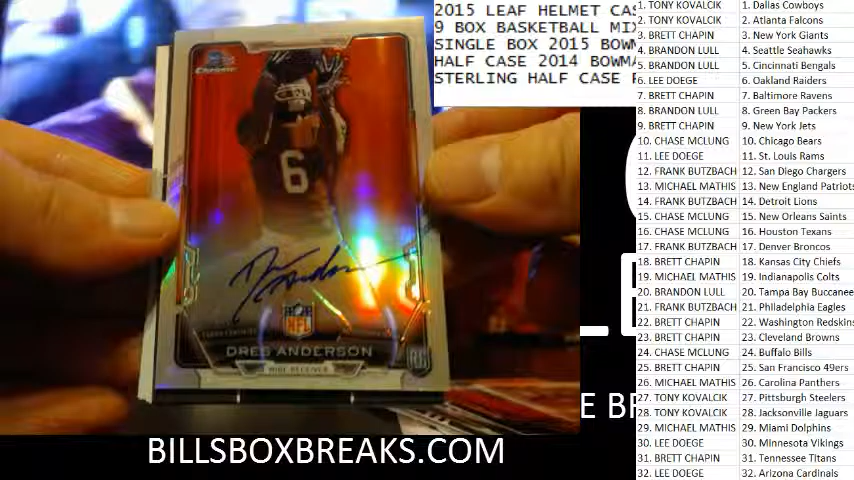 2015 LEAF HELMET CAS
9 BOX BASKETBALL MIX
SINGLE BOX 2015 BOWM
HALF CASE 2014 BOWMA
STERLING HALF CASE
Chrome
6
NFL
DRES ANDERSON
WIDE RECEIVER
BILLSBOXBREAKS.COM
E BR
1. TONY KOVALCIK 1. Dallas Cowboys
2. TONY KOVALCIK 2. Atlanta Falcons
3. BRETT CHAPIN 3. New York Giants
4. BRANDON LULL 4. Seattle Seahawks
5. BRANDON LULL 5. Cincinnati Bengals
6. LEE DOEGE 6. Oakland Raiders
7. BRETT CHAPIN 7. Baltimore Ravens
8. BRANDON LULL 8. Green Bay Packers
9. BRETT CHAPIN 9. New York Jets
10. CHASE MCLUNG 10. Chicago Bears
11. LEE DOEGE 11. St. Louis Rams
12. FRANK BUTZBACH 12. San Diego Chargers
13. MICHAEL MATHIS 13. New England Patriots
14. FRANK BUTZBACH 14. Detroit Lions
15. CHASE MCLUNG 15. New Orleans Saints
16. CHASE MCLUNG 16. Houston Texans
17. FRANK BUTZBACH 17. Denver Broncos
18. BRETT CHAPIN 18. Kansas City Chiefs
19. MICHAEL MATHIS 19. Indianapolis Colts
20. BRANDON LULL 20. Tampa Bay Buccanee
21. FRANK BUTZBACH 21. Philadelphia Eagles
22. BRETT CHAPIN 22. Washington Redskins
23. BRETT CHAPIN 23. Cleveland Browns
24. CHASE MCLUNG 24. Buffalo Bills
25. BRETT CHAPIN 25. San Francisco 49ers
26. MICHAEL MATHIS 26. Carolina Panthers
27. TONY KOVALCIK 27. Pittsburgh Steelers
28. TONY KOVALCIK 28. Jacksonville Jaguars
29. MICHAEL MATHIS 29. Miami Dolphins
30. LEE DOEGE 30. Minnesota Vikings
31. BRETT CHAPIN 31. Tennessee Titans
32. LEE DOEGE 32. Arizona Cardinals